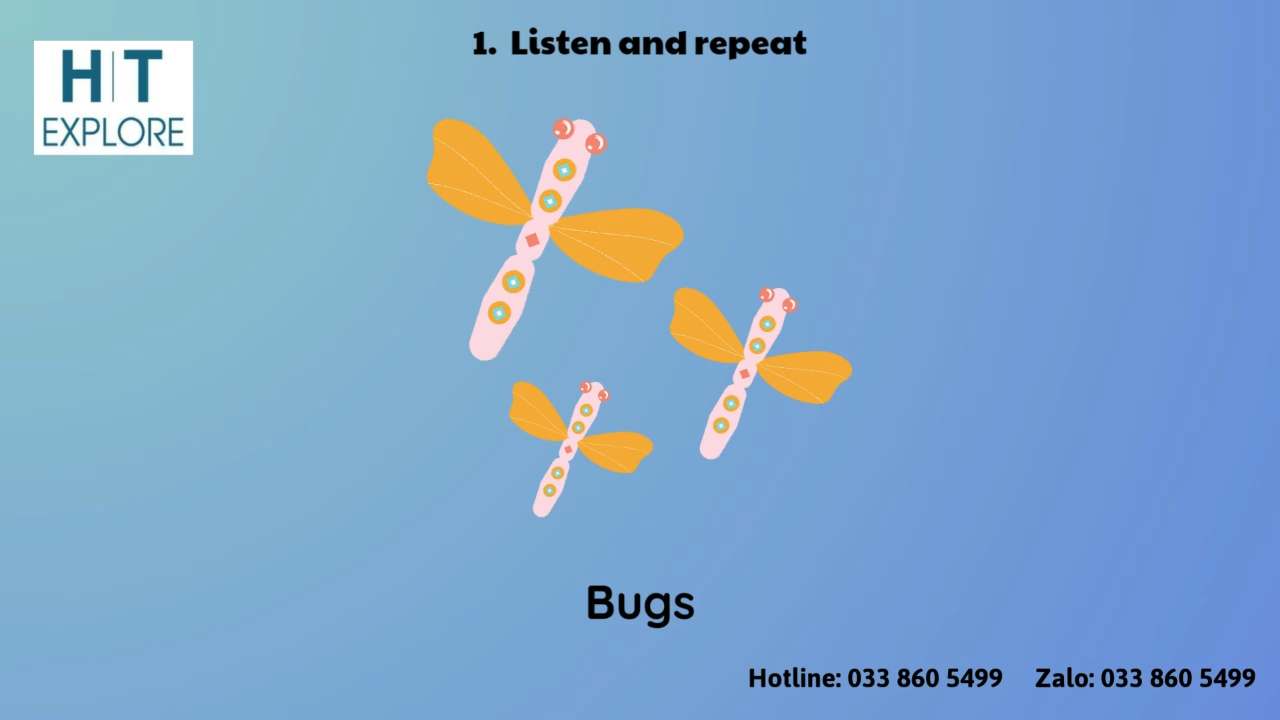 1. Listen and repeat
H|T
EXPLORE
Bugs
Hotline: 033 860 5499 Zalo: 033 860 5499